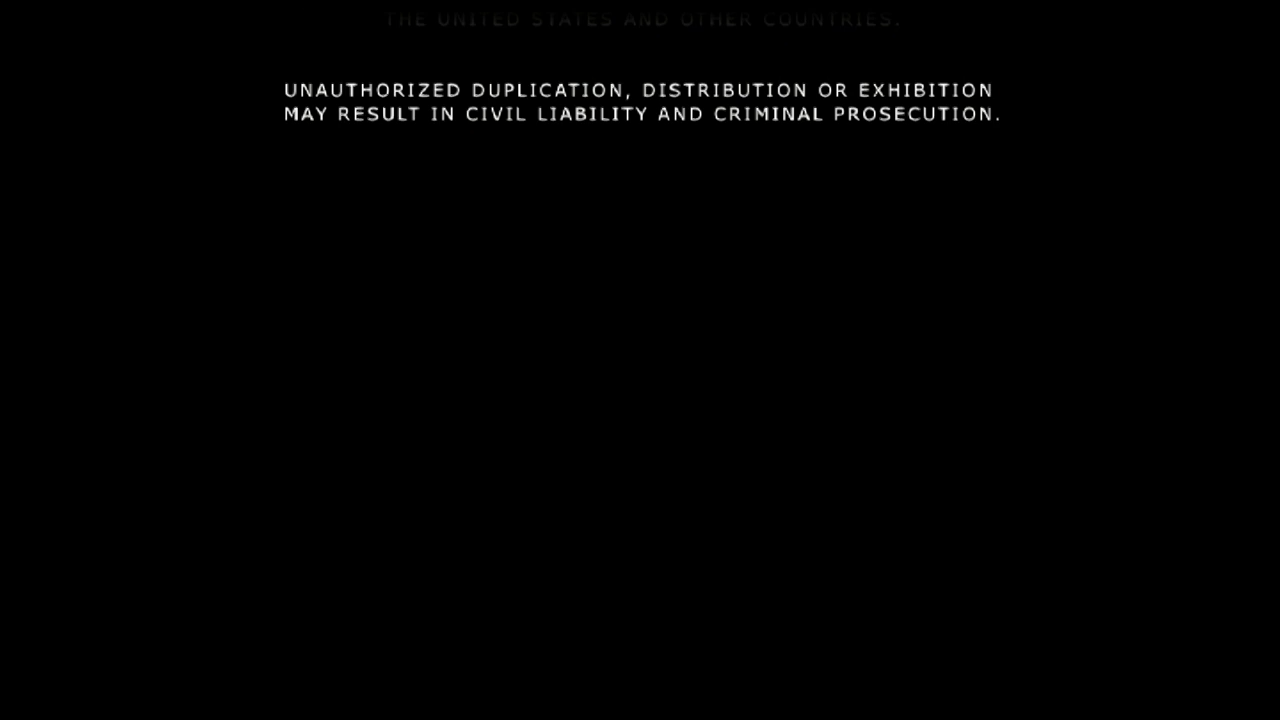 THE UNITED STATES AND OTHER COUNTRIES.
UNAUTHORIZED DUPLICATION, DISTRIBUTION OR EXHIBITION
MAY RESULT IN CIVIL LIABILITY AND CRIMINAL PROSECUTION.